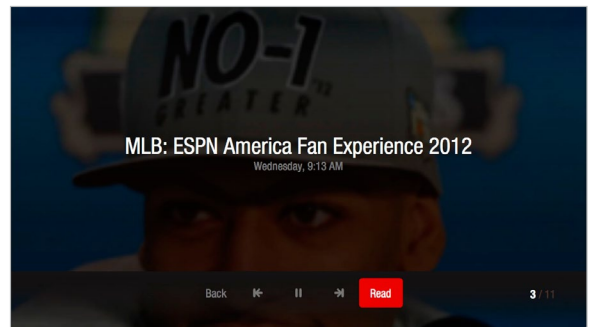 NO-1
GREATER
MLB: ESPN America Fan Experience 2012
Wednesday, 9:13 AM
Back
Read
3 / 11